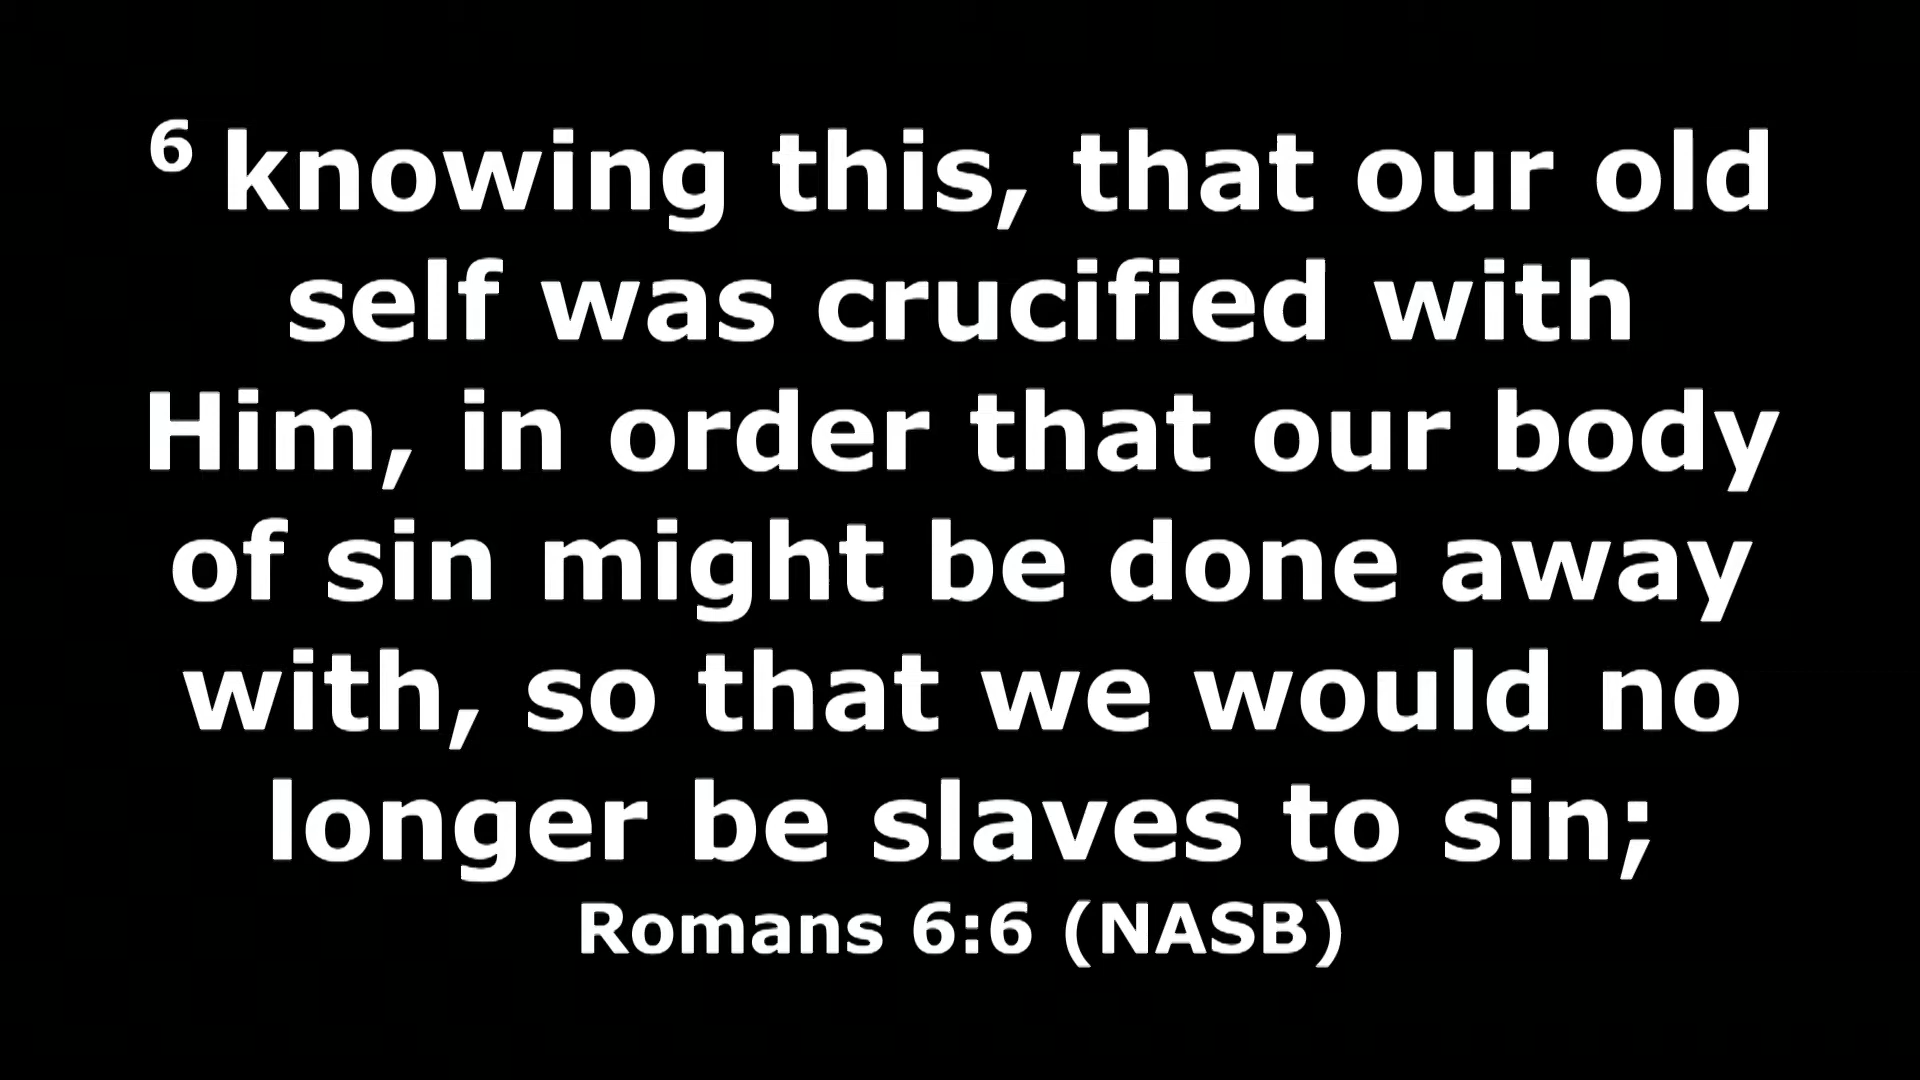 6 knowing this, that our old
self was crucified with
Him, in order that our body
of sin might be done away
with, so that we would no
longer be slaves to sin;
Romans 6:6 (NASB)